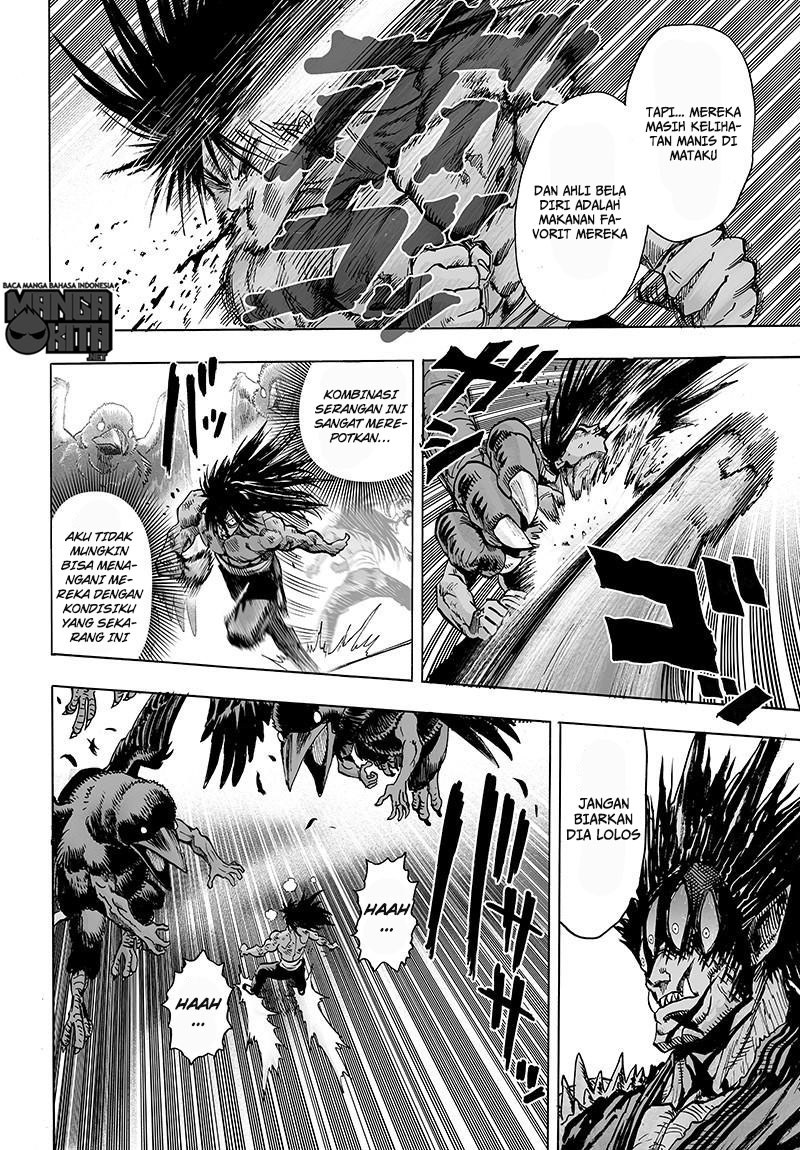 TAPI... MEREKA
MASIH KELIHA-
TAN MANIS DI
MATAKU
DAN AHLI BELA
DIRI ADALAH
MAKANAN FA-
VORIT MEREKA
BACA MANGA BAHASA INDONESIA
MANGA
KITA
.NET
KOMBINASI
SERANGAN INI
SANGAT MERE-
POTKAN...
AKU TIDAK
MUNGKIN
BISA MENA-
NGANI ME-
REKA DENGAN
KONDISIKU
YANG SEKA-
RANG INI
JANGAN
BIARKAN
DIA LOLOS
HAAH
...
HAAH
...